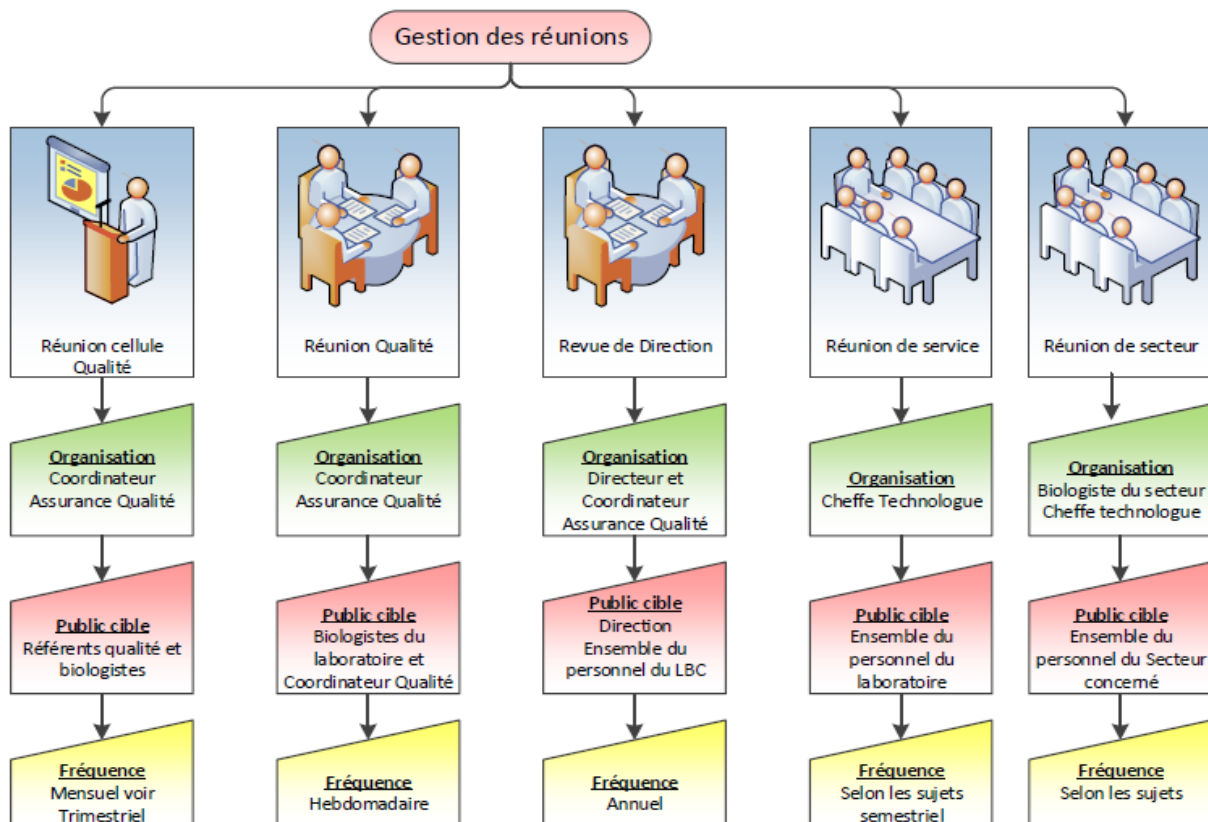 Gestion des réunions
Réunion cellule
Qualité
Réunion Qualité
Revue de Direction
Réunion de service
Réunion de secteur
Organisation
Coordinateur
Assurance Qualité
Organisation
Coordinateur
Assurance Qualité
Organisation
Directeur et
Coordinateur
Assurance Qualité
Organisation
Cheffe Technologue
Organisation
Biologiste du secteur
Cheffe technologue
Public cible
Référents qualité et
biologistes
Public cible
Biologistes du
laboratoire et
Coordinateur Qualité
Public cible
Direction
Ensemble du
personnel du LBC
Public cible
Ensemble du
personnel du
laboratoire
Public cible
Ensemble du
personnel du Secteur
concerné
Fréquence
Mensuel voir
Trimestriel
Fréquence
Hebdomadaire
Fréquence
Annuel
Fréquence
Selon les sujets
semestriel
Fréquence
Selon les sujets